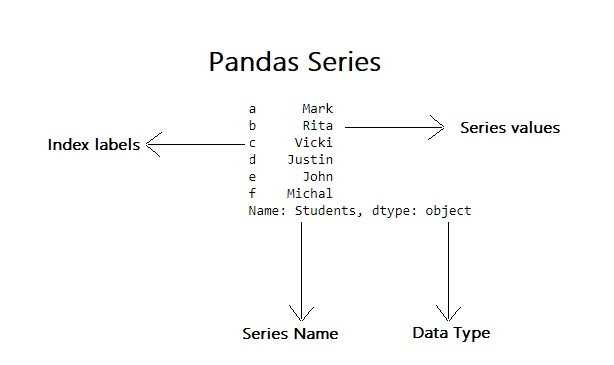 Pandas Series
a Mark
b Rita
Series values
Index labels
c Vicki
d Justin
e John
f Michal
Name: Students, dtype: object
Series Name
Data Type